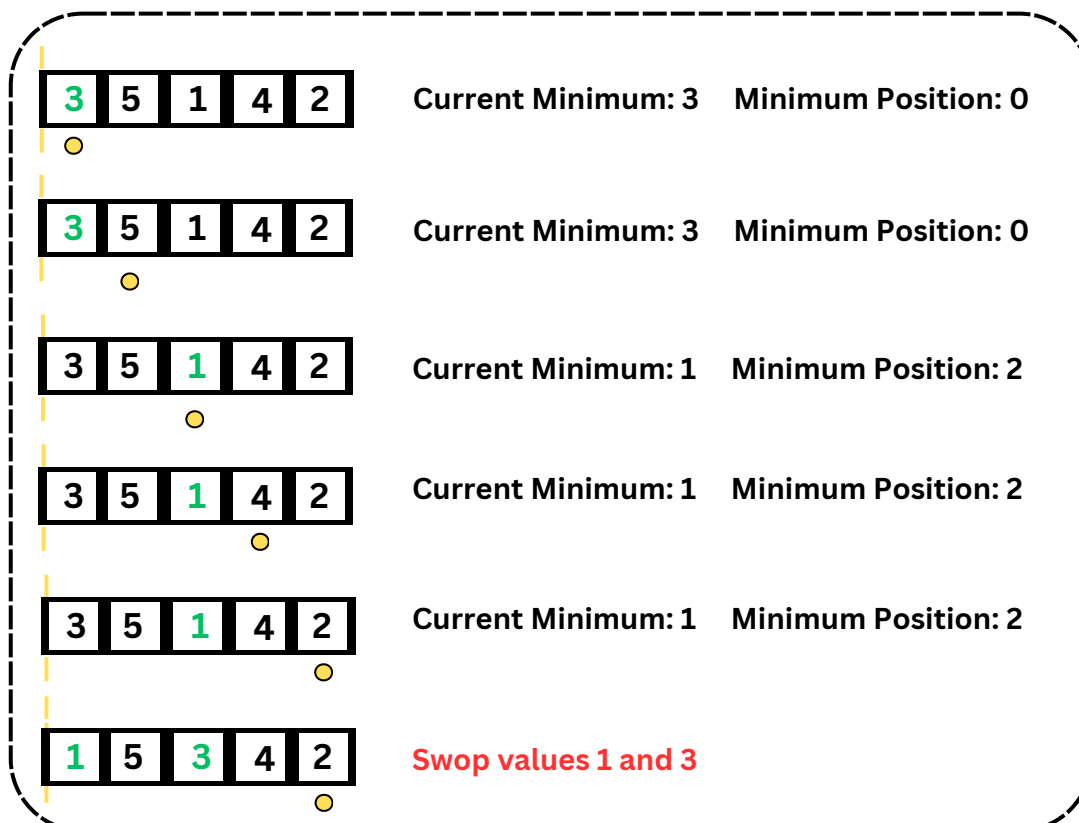 3 5 1 4 2 Current Minimum: 3 Minimum Position: 0
3 5 1 4 2 Current Minimum: 3 Minimum Position: 0
3 5 1 4 2 Current Minimum: 1 Minimum Position: 2
3 5 1 4 2 Current Minimum: 1 Minimum Position: 2
3 5 1 4 2 Current Minimum: 1 Minimum Position: 2
1 5 3 4 2 Swop values 1 and 3